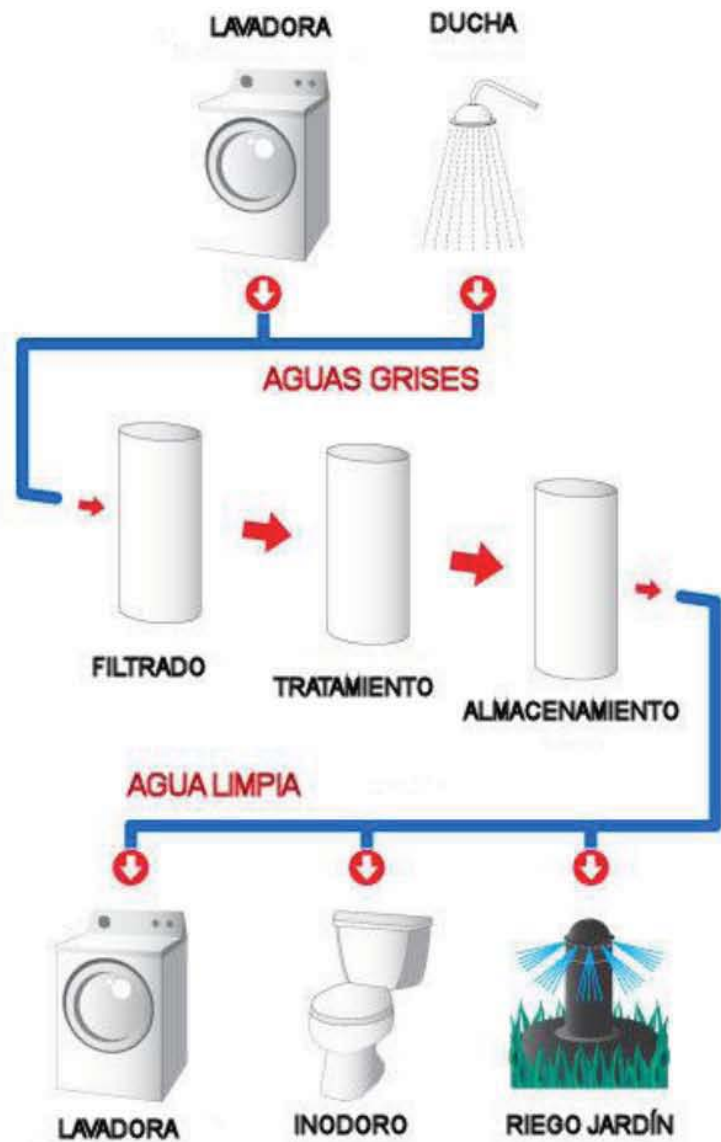 LAVADORA
DUCHA
AGUAS GRISES
FILTRADO
TRATAMIENTO
ALMACENAMIENTO
AGUA LIMPIA
LAVADORA
INODORO
RIEGO JARDÍN